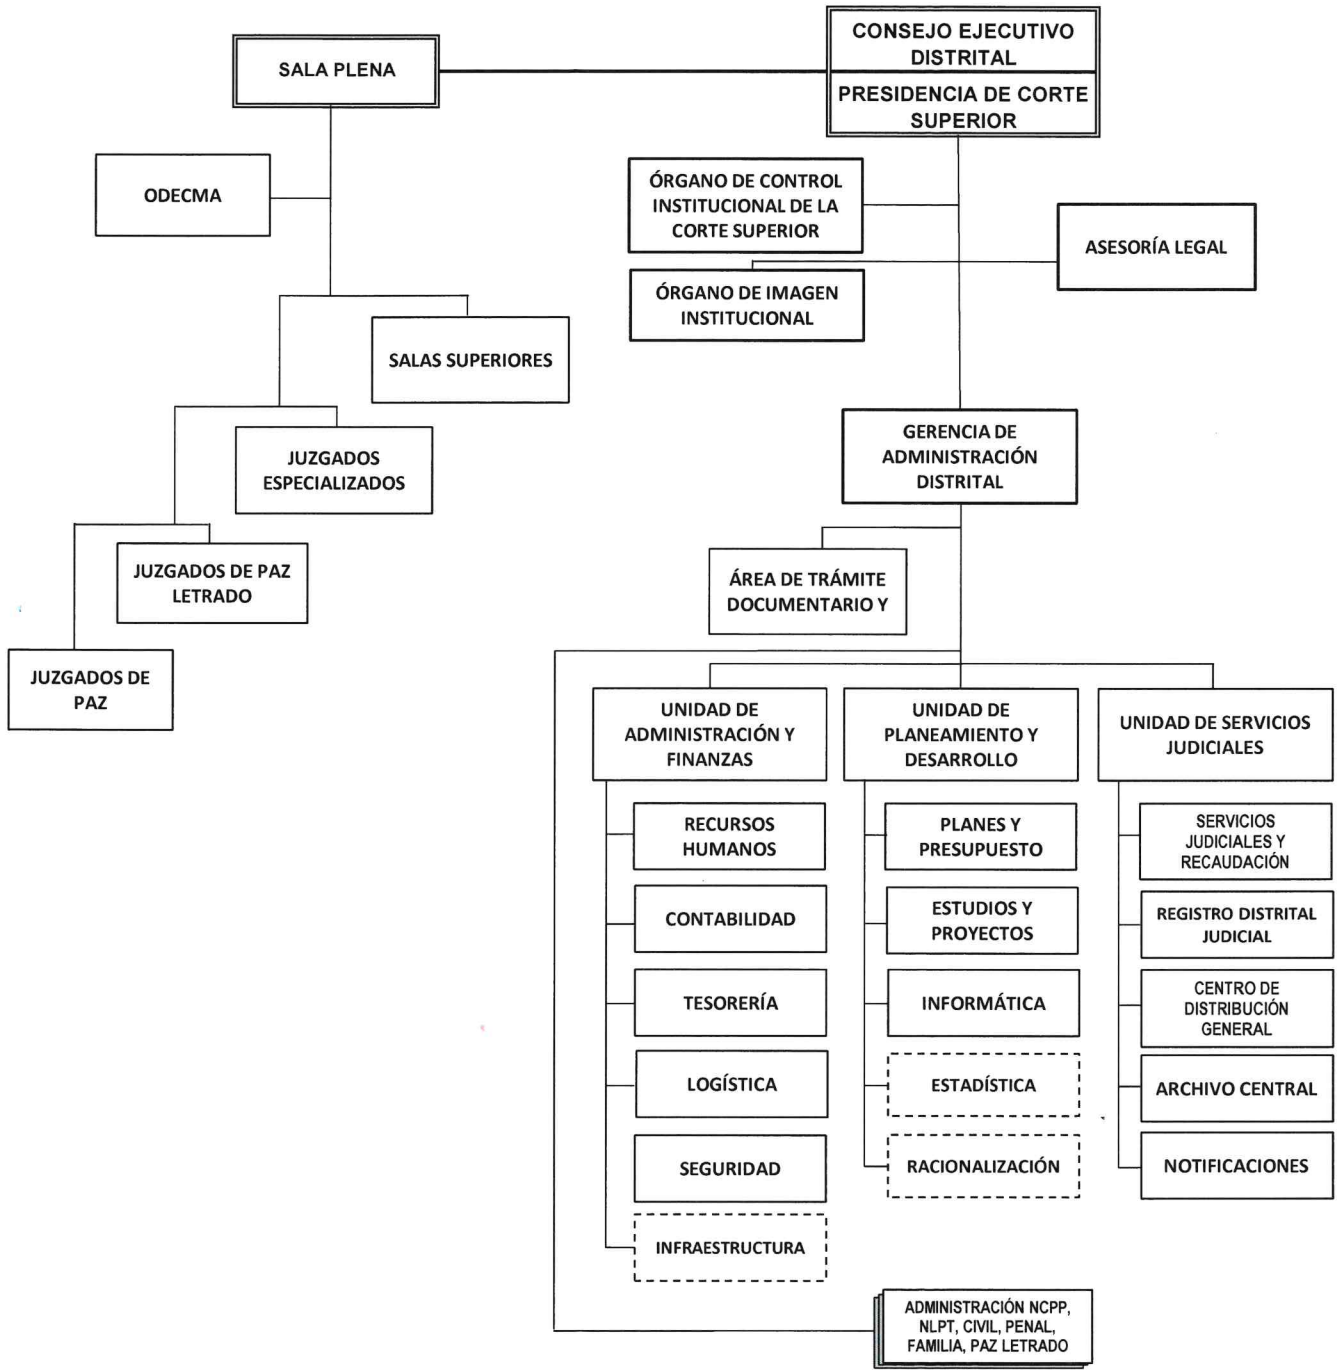 SALA PLENA
CONSEJO EJECUTIVO
DISTRITAL
PRESIDENCIA DE CORTE
SUPERIOR
ODECMA
ÓRGANO DE CONTROL
INSTITUCIONAL DE LA
CORTE SUPERIOR
ASESORÍA LEGAL
ÓRGANO DE IMAGEN
INSTITUCIONAL
SALAS SUPERIORES
JUZGADOS
ESPECIALIZADOS
JUZGADOS DE PAZ
LETRADO
JUZGADOS DE
PAZ
GERENCIA DE
ADMINISTRACIÓN
DISTRITAL
ÁREA DE TRÁMITE
DOCUMENTARIO Y
UNIDAD DE
ADMINISTRACIÓN Y
FINANZAS
RECURSOS
HUMANOS
CONTABILIDAD
TESORERÍA
LOGÍSTICA
SEGURIDAD
INFRAESTRUCTURA
UNIDAD DE
PLANEAMIENTO Y
DESARROLLO
PLANES Y
PRESUPUESTO
ESTUDIOS Y
PROYECTOS
INFORMÁTICA
ESTADÍSTICA
RACIONALIZACIÓN
UNIDAD DE SERVICIOS
JUDICIALES
SERVICIOS
JUDICIALES Y
RECAUDACIÓN
REGISTRO DISTRITAL
JUDICIAL
CENTRO DE
DISTRIBUCIÓN
GENERAL
ARCHIVO CENTRAL
NOTIFICACIONES
ADMINISTRACIÓN NCPP,
NLPT, CIVIL, PENAL,
FAMILIA, PAZ LETRADO